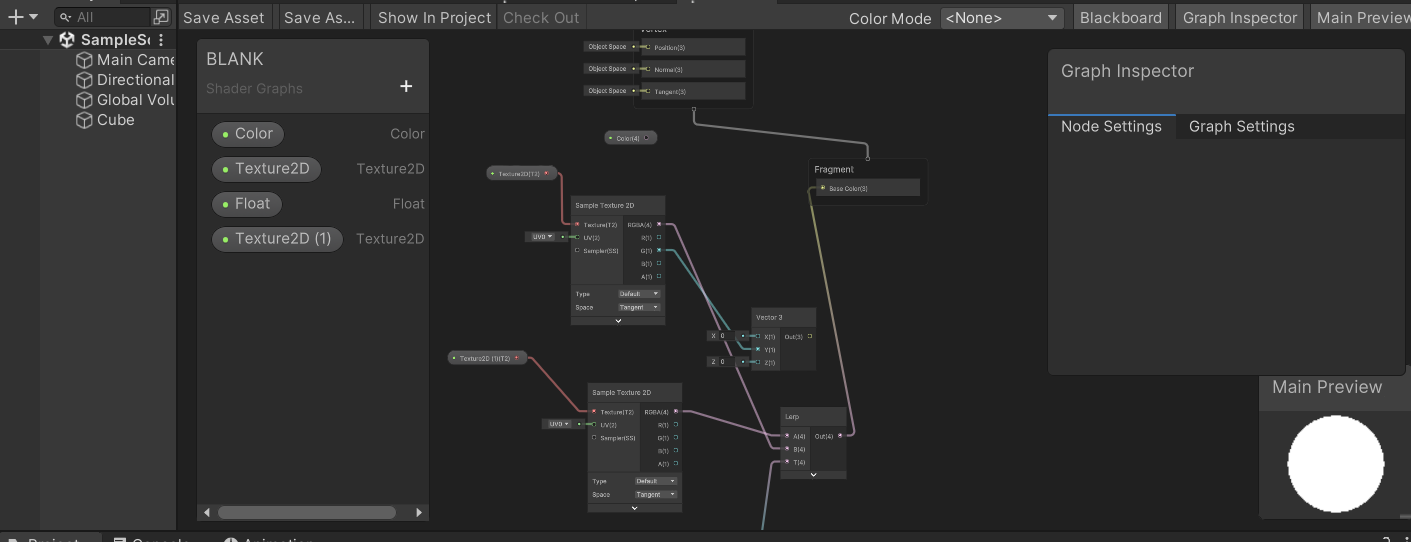 All
Save Asset
Save As...
Show In Project
Check Out
Color Mode
<None>
Blackboard
Graph Inspector
Main Preview
SampleSc
Main Came
Directional
Global Volu
Cube
BLANK
Shader Graphs
+
Color Color
Texture2D Texture2D
Float Float
Texture2D (1) Texture2D
Vertex
Object Space Position(3)
Object Space Normal(3)
Object Space Tangent(3)
Color(4)
Fragment
Base Color(3)
Texture2D(T2)
Sample Texture 2D
Texture(T2) RGBA(4)
UV0 UV(2) R(1)
Sampler(SS) G(1)
B(1)
A(1)
Type Default
Space Tangent
Vector 3
X 0 X(1) Out(3)
Y(1)
Z 0 Z(1)
Texture2D (1)(T2)
Sample Texture 2D
Texture(T2) RGBA(4)
UV0 UV(2) R(1)
Sampler(SS) G(1)
B(1)
A(1)
Type Default
Space Tangent
Lerp
A(4) Out(4)
B(4)
T(4)
Graph Inspector
Node Settings Graph Settings
Main Preview
Project
Console
Animation